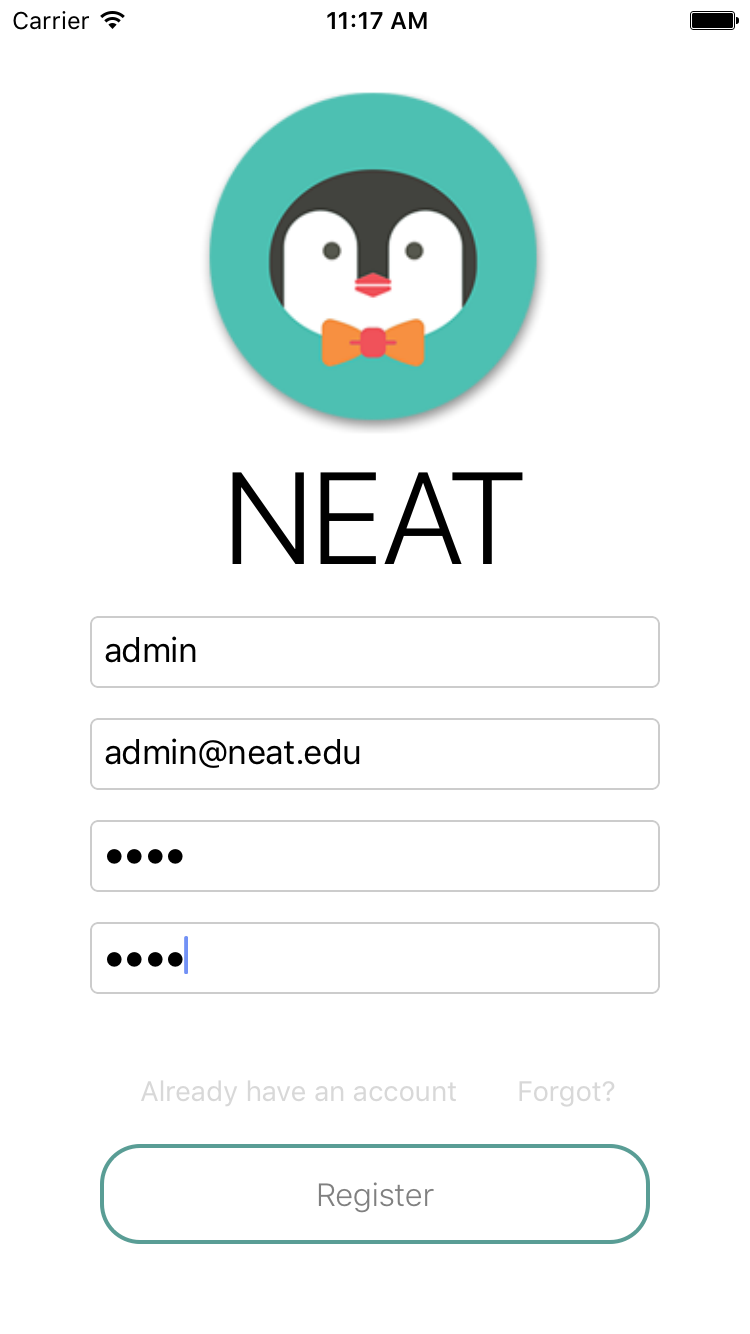 Carrier 11:17 AM
NEAT
admin
admin@neat.edu
••••
••••
Already have an account Forgot?
Register